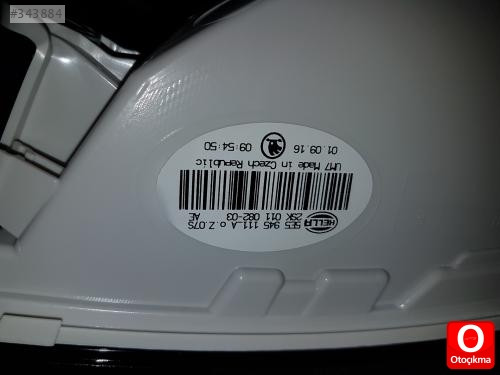 #343884
HELLA
5E5 945 111.A o.Z.07S
2SK 011 082-03 AE
UM7 Made in Czech Republic
01.09.16 09:54:50
O
Otoçıkma